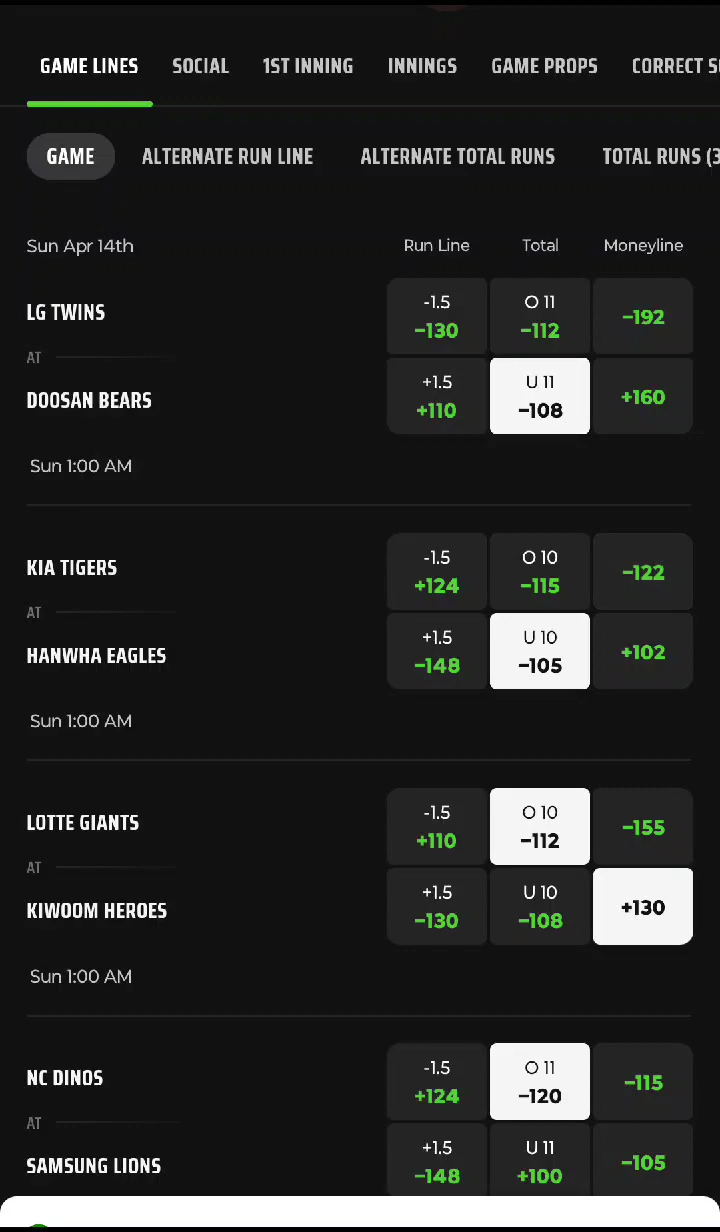 GAME LINES SOCIAL 1ST INNING INNINGS GAME PROPS CORRECT
GAME ALTERNATE RUN LINE ALTERNATE TOTAL RUNS TOTAL RUNS (3
Sun Apr 14th Run Line Total Moneyline
-1.5 O 11
LG TWINS −130 −112 −192
AT
+1.5 U 11
DOOSAN BEARS +110 −108 +160
Sun 1:00 AM
-1.5 O 10
KIA TIGERS +124 −115 −122
AT
+1.5 U 10
HANWHA EAGLES −148 −105 +102
Sun 1:00 AM
-1.5 O 10
LOTTE GIANTS +110 −112 −155
AT
+1.5 U 10
KIWOOM HEROES −130 −108 +130
Sun 1:00 AM
-1.5 O 11
NC DINOS +124 −120 −115
AT
+1.5 U 11
SAMSUNG LIONS −148 +100 −105